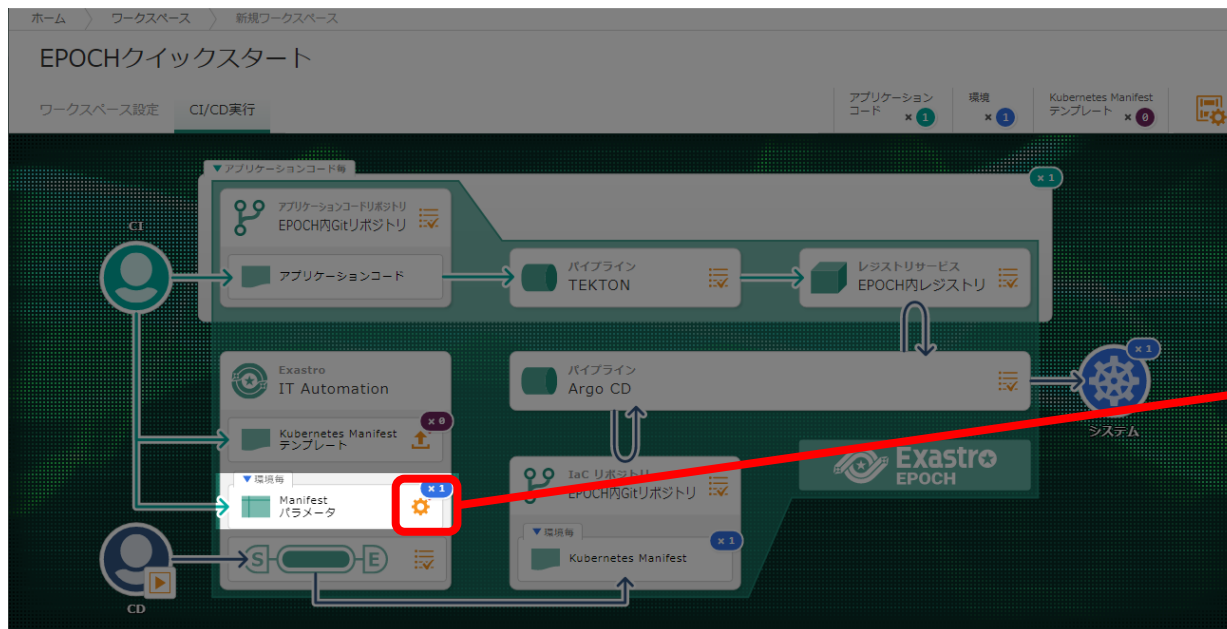 ホーム 〉 ワークスペース 〉 新規ワークスペース
EPOCHクイックスタート
ワークスペース設定
CI/CD実行
アプリケーション
コード × 1
環境
× 1
Kubernetes Manifest
テンプレート × 0
▼アプリケーションコード毎
× 1
アプリケーションコードリポジトリ
EPOCH内Gitリポジトリ
CI
アプリケーションコード
パイプライン
TEKTON
レジストリサービス
EPOCH内レジストリ
Exastro
IT Automation
パイプライン
Argo CD
× 1
システム
× 0
Kubernetes Manifest
テンプレート
Exastro
EPOCH
▼環境毎
× 1
Manifest
パラメータ
IaC リポジトリ
EPOCH内Gitリポジトリ
▼環境毎
× 1
Kubernetes Manifest
S
E
CD